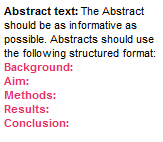 Abstract text: The Abstract
should be as informative as
possible. Abstracts should use
the following structured format:
Background:
Aim:
Methods:
Results:
Conclusion: